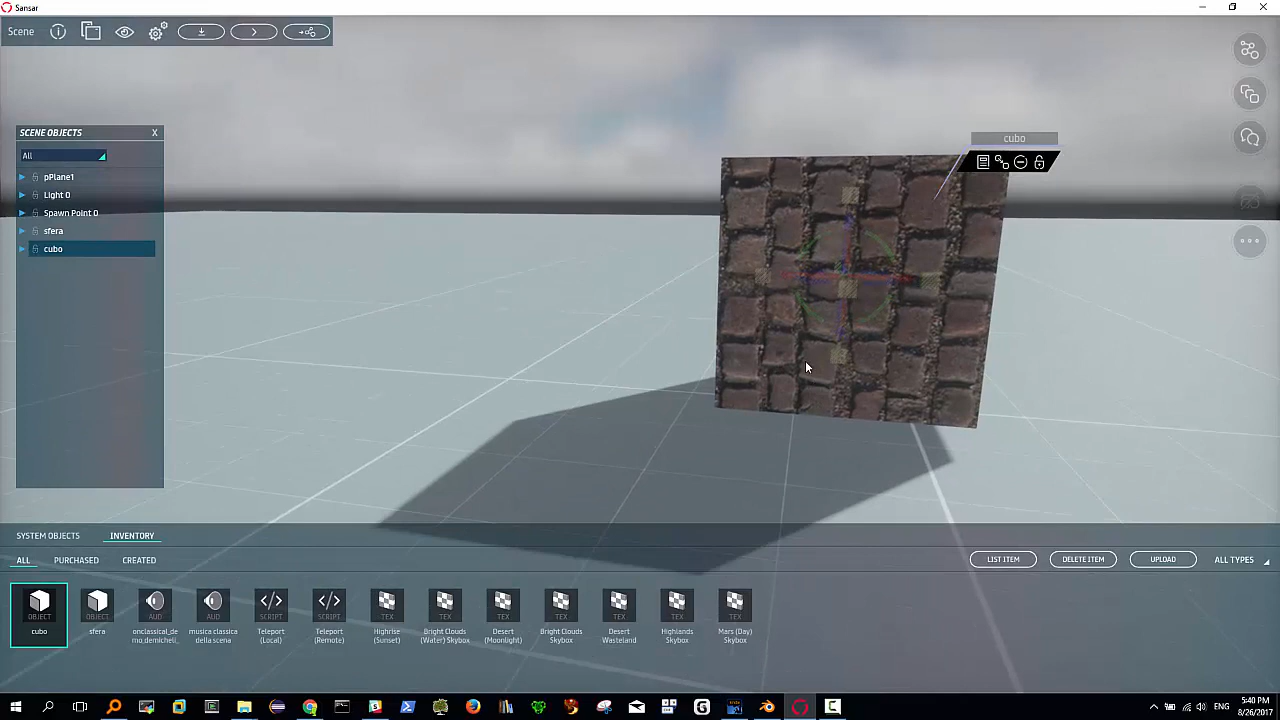 Sansar
Scene
cubo
SCENE OBJECTS X
All
pPlane1
Light 0
Spawn Point 0
sfera
cubo
SYSTEM OBJECTS INVENTORY
ALL PURCHASED CREATED
LIST ITEM DELETE ITEM UPLOAD ALL TYPES
OBJECT OBJECT AUD AUD SCRIPT SCRIPT TEX TEX TEX TEX TEX TEX TEX
cubo sfera onclassical_de musica classica Teleport Teleport Highrise Bright Clouds Desert Bright Clouds Desert Highlands Mars (Day)
mo_demicheli_ della scena (Local) (Remote) (Sunset) (Water) Skybox (Moonlight) Skybox Wasteland Skybox Skybox
5:40 PM
ENG
8/26/2017